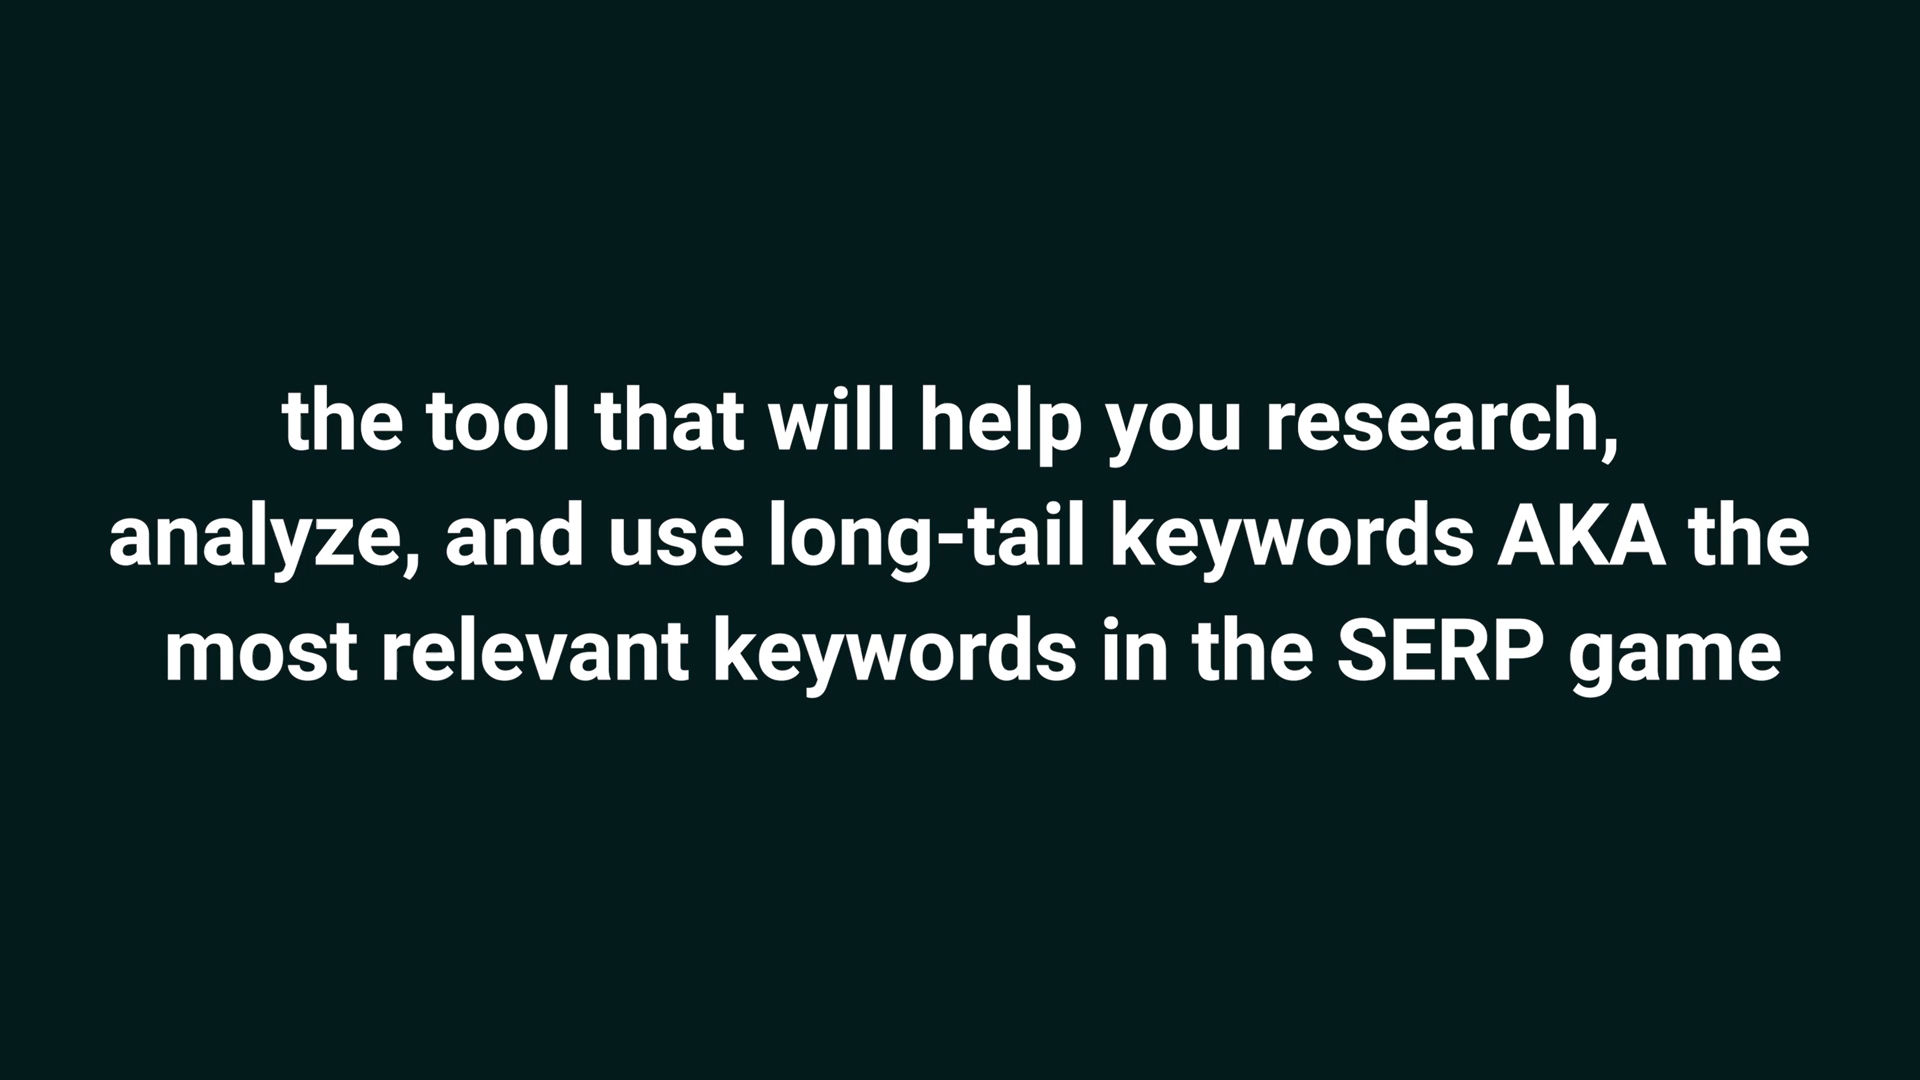 the tool that will help you research,
analyze, and use long-tail keywords AKA the
most relevant keywords in the SERP game